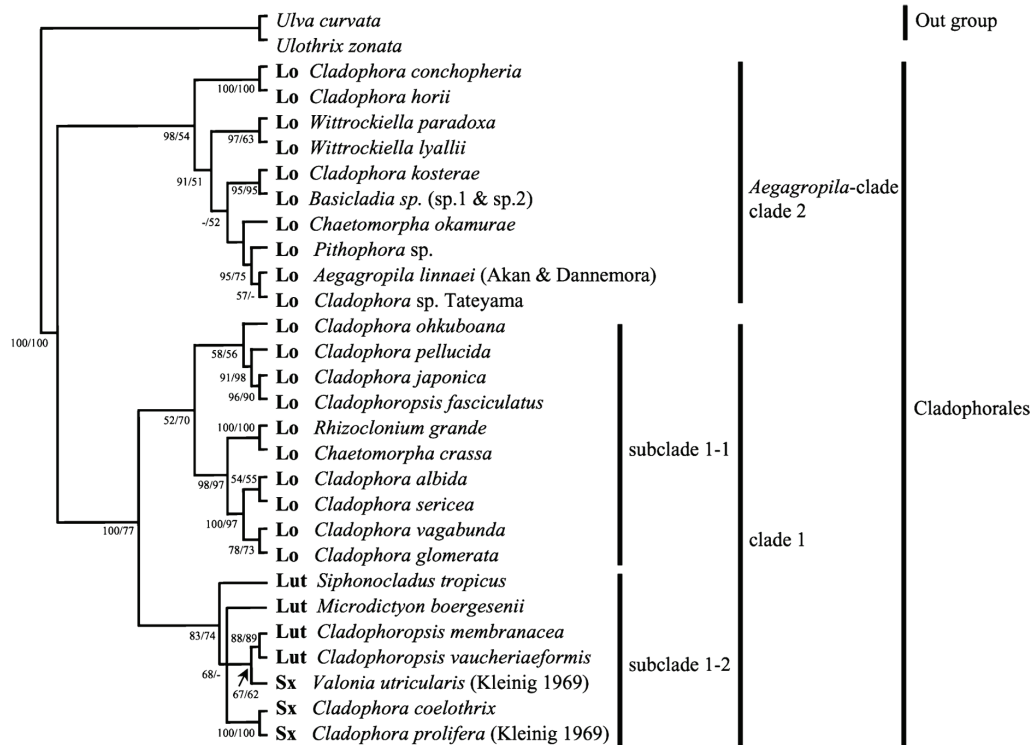 Ulva curvata
Out group
Ulothrix zonata
Lo Cladophora conchopheria
100/100
Lo Cladophora horii
98/54
Lo Wittrockiella paradoxa
97/63
Lo Wittrockiella lyallii
91/51
Lo Cladophora kosterae
95/95
Aegagropila-clade
clade 2
Lo Basicladia sp. (sp.1 & sp.2)
-/52
Lo Chaetomorpha okamurae
Lo Pithophora sp.
95/75
Lo Aegagropila linnaei (Akan & Dannemora)
57/-
Lo Cladophora sp. Tateyama
100/100
Lo Cladophora ohkuboana
58/56
Lo Cladophora pellucida
91/98
Lo Cladophora japonica
96/90
Lo Cladophoropsis fasciculatus
Cladophorales
52/70
100/100
Lo Rhizoclonium grande
subclade 1-1
Lo Chaetomorpha crassa
98/97
54/55
Lo Cladophora albida
Lo Cladophora sericea
100/97
Lo Cladophora vagabunda
100/77
clade 1
78/73
Lo Cladophora glomerata
Lut Siphonocladus tropicus
Lut Microdictyon boergesenii
83/74
88/89
Lut Cladophoropsis membranacea
Lut Cladophoropsis vaucheriaeformis
subclade 1-2
68/-
67/62
Sx Valonia utricularis (Kleinig 1969)
Sx Cladophora coelothrix
100/100
Sx Cladophora prolifera (Kleinig 1969)